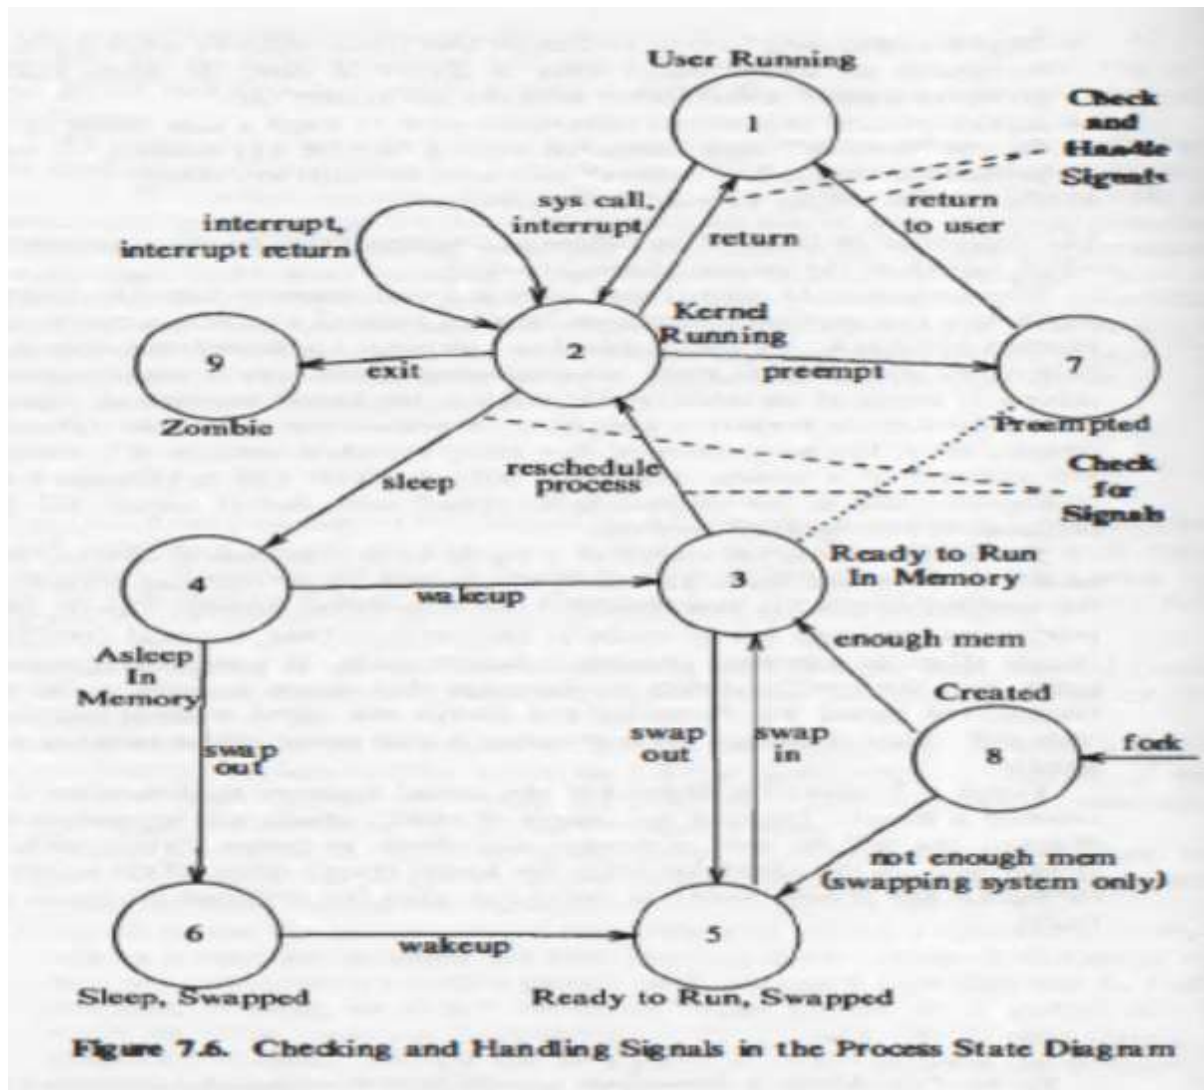 User Running
1
Check
and
Handle
Signals
sys call,
interrupt
return
return
to user
interrupt,
interrupt return
Kernel
Running
2
9
exit
Zombie
preempt
7
Preempted
sleep
reschedule
process
Check
for
Signals
4
wakeup
3
Ready to Run
In Memory
Asleep
In
Memory
enough mem
Created
8
fork
swap
out
swap
out
swap
in
not enough mem
(swapping system only)
6
wakeup
5
Sleep, Swapped
Ready to Run, Swapped
Figure 7.6. Checking and Handling Signals in the Process State Diagram